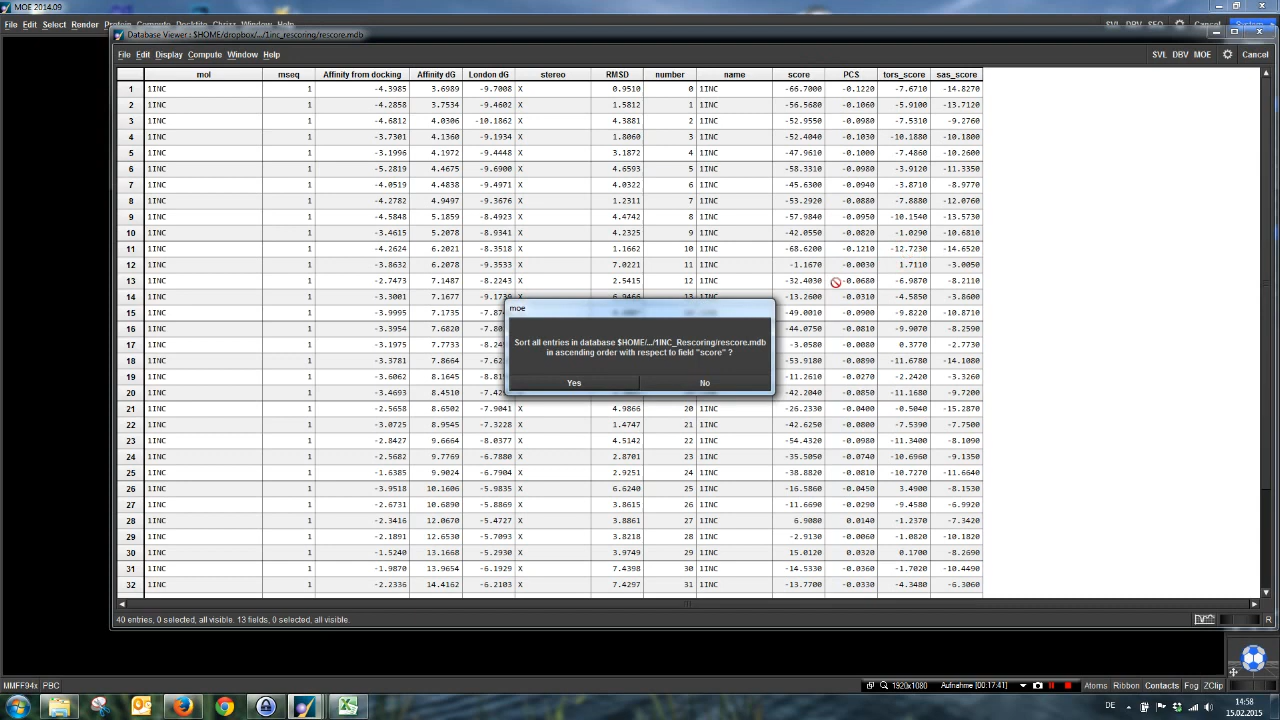 MOE 2014.09
File Edit Select Render Protein Compute Docktite Chrizz Window Help SVL DBV SEQ Cancel System
Database Viewer : $HOME/dropbox/.../1inc_rescoring/rescore.mdb
File Edit Display Compute Window Help SVL DBV MOE Cancel
mol mseq Affinity from docking Affinity dG London dG stereo RMSD number name score PCS tors_score sas_score
1 1INC 1 -4.3985 3.6989 -9.7008 X 0.9510 0 1INC -66.7000 -0.1220 -7.6710 -14.8270
2 1INC 1 -4.2858 3.7534 -9.4602 X 1.5812 1 1INC -56.5680 -0.1060 -5.9100 -13.7120
3 1INC 1 -4.6812 4.0306 -10.1862 X 4.3881 2 1INC -52.9550 -0.0980 -7.5310 -9.2760
4 1INC 1 -3.7301 4.1360 -9.1934 X 1.8060 3 1INC -52.4040 -0.1030 -10.1880 -10.1800
5 1INC 1 -3.1996 4.1972 -9.4448 X 3.1872 4 1INC -47.9610 -0.1000 -7.4860 -10.2600
6 1INC 1 -5.2819 4.4675 -9.6900 X 4.6593 5 1INC -58.3310 -0.0980 -3.9120 -11.3350
7 1INC 1 -4.0519 4.4838 -9.4971 X 4.0322 6 1INC -45.6300 -0.0940 -3.8710 -8.9770
8 1INC 1 -4.2782 4.9497 -9.3676 X 1.2311 7 1INC -53.2920 -0.0880 -7.8880 -12.0760
9 1INC 1 -4.5848 5.1859 -8.4923 X 4.4742 8 1INC -57.9840 -0.0950 -10.1540 -13.5730
10 1INC 1 -3.4615 5.2078 -8.9341 X 4.2325 9 1INC -42.0550 -0.0880 -1.0290 -10.6810
11 1INC 1 -4.2624 6.2021 -8.3518 X 1.1662 10 1INC -68.6200 -0.1210 -12.7230 -14.6520
12 1INC 1 -3.8632 6.2078 -9.3533 X 7.0221 11 1INC -1.1670 -0.0030 1.7110 -3.0050
13 1INC 1 -2.7473 7.1487 -8.2243 X 2.5415 12 1INC -32.4030 -0.0680 -6.9870 -8.2110
14 1INC 1 -3.3001 7.1677 1INC -13.2600 -0.0310 -4.5850 -3.8600
15 1INC 1 -3.9995 7.1735 -49.0010 -0.0900 -9.8220 -10.8710
16 1INC 1 -3.3954 7.6820 -44.0750 -0.0810 -9.9070 -8.2590
17 1INC 1 -3.1975 7.7733 -3.0580 -0.0080 0.3770 -2.7730
18 1INC 1 -3.3781 7.8664 -53.9180 -0.0890 -11.6780 -14.1080
19 1INC 1 -3.6062 8.1645 -11.2610 -0.0270 -2.2420 -3.3260
20 1INC 1 -3.4693 8.4510 -42.2040 -0.0850 -11.1680 -9.7200
21 1INC 1 -2.5658 8.6502 -7.9041 X 4.9866 20 1INC -26.2330 -0.0400 -0.5040 -15.2870
22 1INC 1 -3.0725 8.9545 -7.3228 X 1.4747 21 1INC -42.6250 -0.0800 -7.5390 -7.7500
23 1INC 1 -2.8427 9.6664 -7.0377 X 4.5142 22 1INC -54.4320 -0.0980 -11.3400 -8.1090
24 1INC 1 -2.5682 9.7769 -6.7880 X 2.8701 23 1INC -35.5050 -0.0740 -10.6960 -9.1350
25 1INC 1 -1.6385 9.9024 -6.7904 X 2.9251 24 1INC -38.8820 -0.0810 -10.7270 -11.6640
26 1INC 1 -3.9518 10.1606 -5.9835 X 6.6240 25 1INC -16.5860 -0.0450 3.4900 -8.1530
27 1INC 1 -2.6731 10.6890 -5.8869 X 3.8615 26 1INC -11.6690 -0.0290 -9.4580 -6.9920
28 1INC 1 -2.3416 12.0670 -5.4727 X 3.8861 27 1INC 6.9080 0.0140 -1.2370 -7.3420
29 1INC 1 -2.1891 12.6530 -5.7093 X 3.8218 28 1INC -2.9130 -0.0060 -1.0820 -10.1820
30 1INC 1 -1.5240 13.1668 -5.2930 X 3.9749 29 1INC 15.0120 0.0320 0.1700 -8.2690
31 1INC 1 -1.9870 13.9654 -6.1929 X 7.4398 30 1INC -14.5330 -0.0360 -1.7020 -10.4490
32 1INC 1 -2.2336 14.4162 -6.2103 X 7.4297 31 1INC -13.7700 -0.0330 -4.3480 -6.3060
moe
Sort all entries in database $HOME/.../1INC_Rescoring/rescore.mdb
in ascending order with respect to field "score" ?
Yes No
40 entries, 0 selected, all visible. 13 fields, 0 selected, all visible. R
MMFF94x PBC 1920x1080 Aufnahme [00:17:41] Atoms Ribbon Contacts Fog ZClip
DE 14:58
15.02.2015